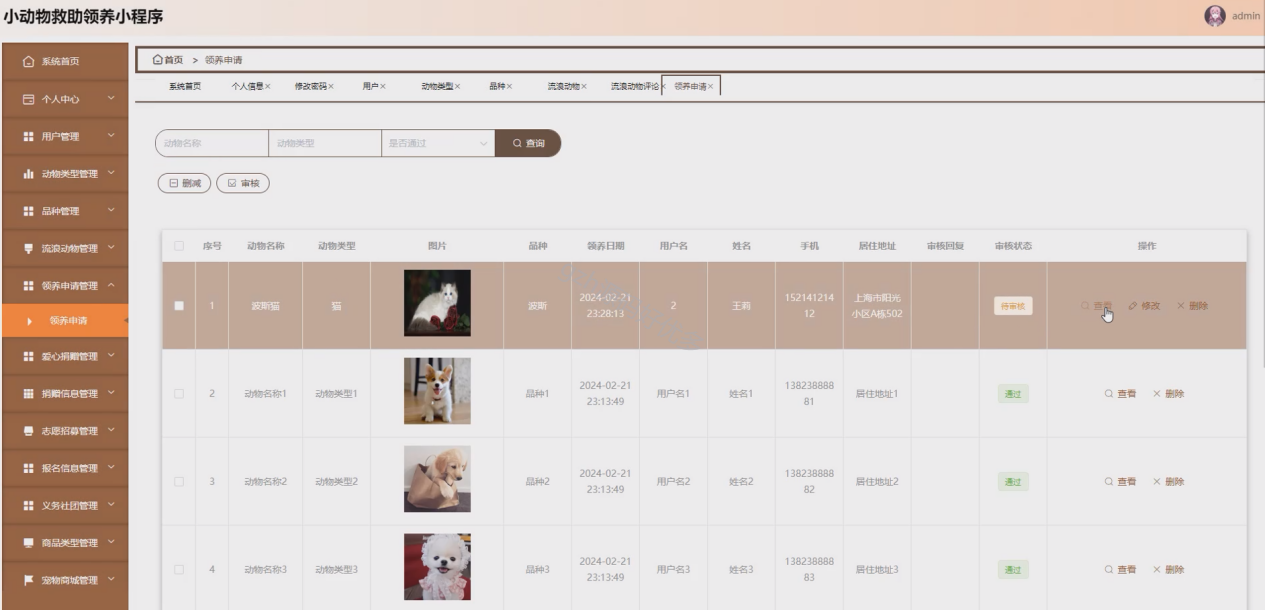 小动物救助领养小程序
admin
系统首页
个人中心
用户管理
动物类型管理
品种管理
流浪动物管理
领养申请管理
领养申请
爱心捐赠管理
捐赠信息管理
志愿招募管理
报名信息管理
义务社团管理
商品类型管理
宠物商城管理
首页 > 领养申请
系统首页 个人信息× 修改密码× 用户× 动物类型× 品种× 流浪动物× 流浪动物评论× 领养申请×
动物名称 动物类型 是否通过 查询
删减 审核
序号 动物名称 动物类型 图片 品种 领养日期 用户名 姓名 手机 居住地址 审核回复 审核状态 操作
1 波斯猫 猫 波斯 2024-02-21 23:28:13 2 王莉 15214121412 上海市阳光小区A栋502 待审核 查看 修改 × 删除
2 动物名称1 动物类型1 品种1 2024-02-21 23:13:49 用户名1 姓名1 13823888881 居住地址1 通过 查看 × 删除
3 动物名称2 动物类型2 品种2 2024-02-21 23:13:49 用户名2 姓名2 13823888882 居住地址2 通过 查看 × 删除
4 动物名称3 动物类型3 品种3 2024-02-21 23:13:49 用户名3 姓名3 13823888883 居住地址3 通过 查看 × 删除